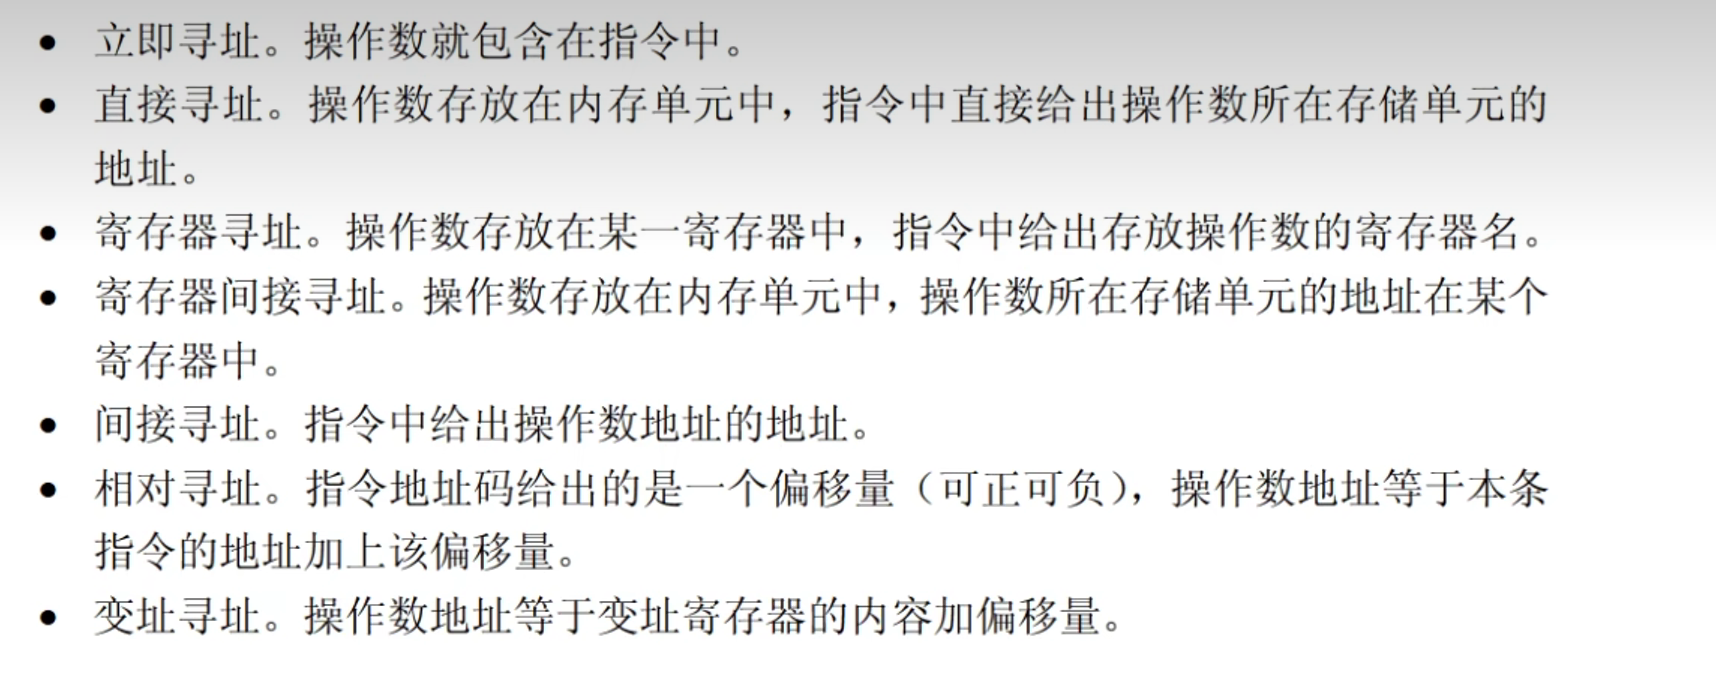 ● 立即寻址。操作数就包含在指令中。
● 直接寻址。操作数存放在内存单元中，指令中直接给出操作数所在存储单元的
地址。
● 寄存器寻址。操作数存放在某一寄存器中，指令中给出存放操作数的寄存器名。
● 寄存器间接寻址。操作数存放在内存单元中，操作数所在存储单元的地址在某个
寄存器中。
● 间接寻址。指令中给出操作数地址的地址。
● 相对寻址。指令地址码给出的是一个偏移量（可正可负），操作数地址等于本条
指令的地址加上该偏移量。
● 变址寻址。操作数地址等于变址寄存器的内容加偏移量。